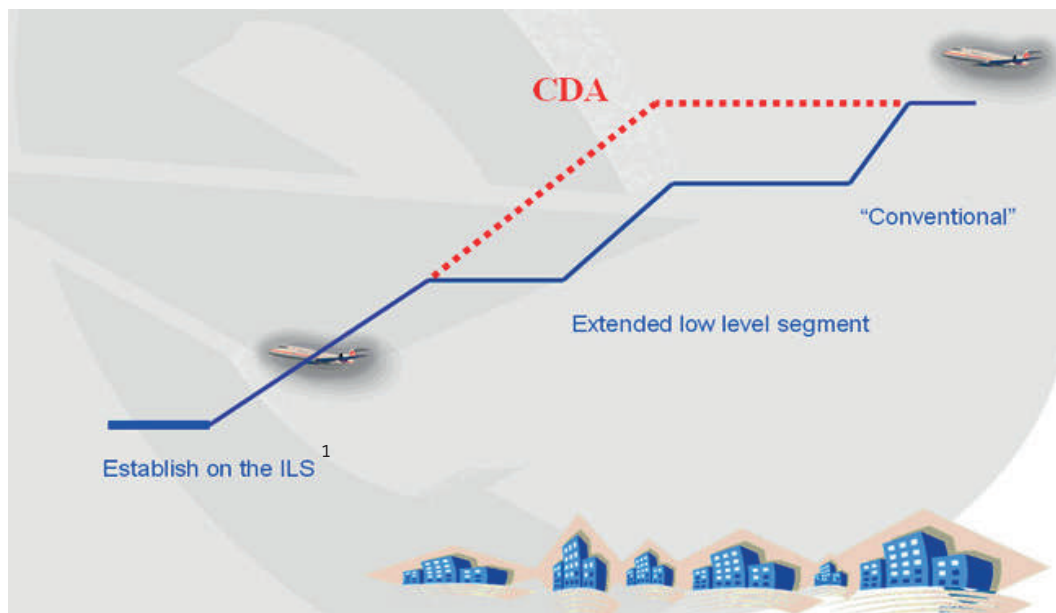 CDA
“Conventional”
Extended low level segment
Establish on the ILS 1